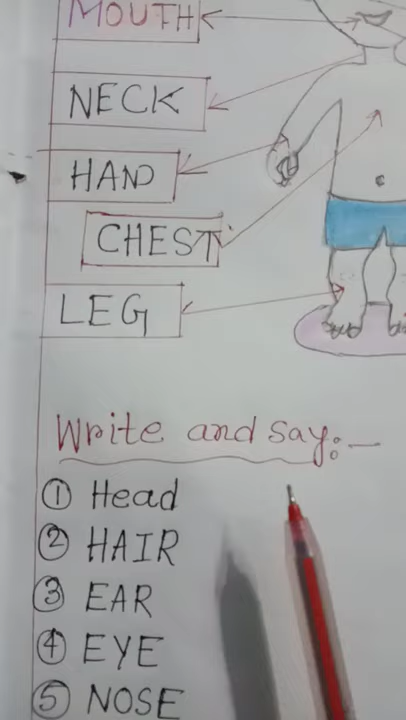 MOUTH
NECK
HAND
CHEST
LEG
Write and say:-
① Head
② HAIR
③ EAR
④ EYE
⑤ NOSE